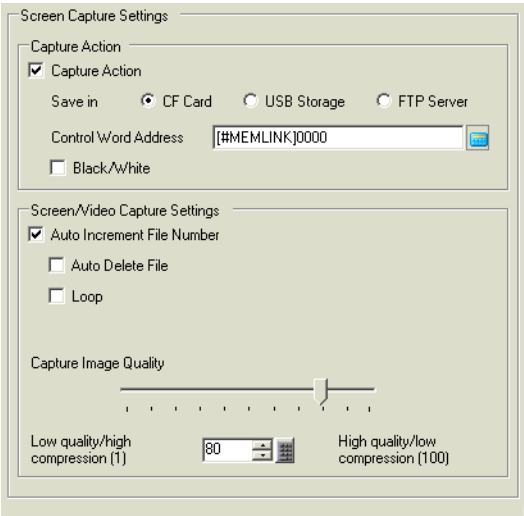 Screen Capture Settings
Capture Action
Capture Action
Save in CF Card USB Storage FTP Server
Control Word Address [#MEMLINK]0000
Black/White
Screen/Video Capture Settings
Auto Increment File Number
Auto Delete File
Loop
Capture Image Quality
Low quality/high
compression (1)
80
High quality/low
compression (100)